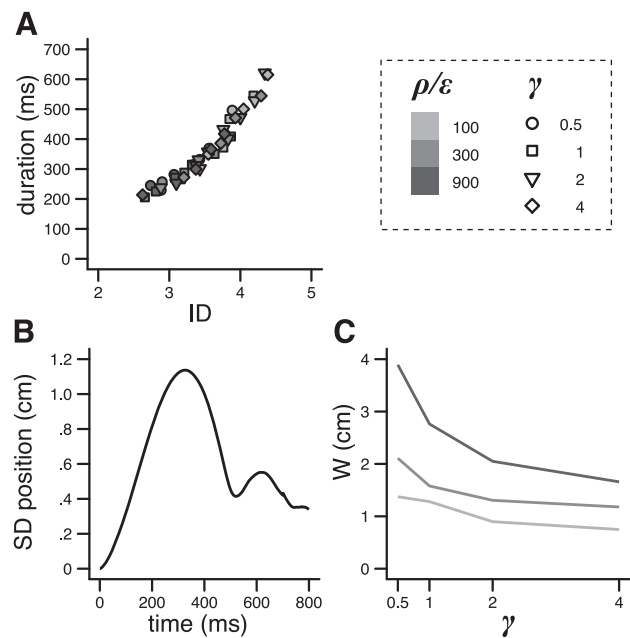 A
700
600
500
400
300
200
100
0
duration (ms)
2 3 4 5
ID
ρ/ε γ
100 0.5
300 1
900 2
4
B
1.2
1.0
.8
.6
.4
.2
0
SD position (cm)
0 200 400 600 800
time (ms)
C
4
3
2
1
0
W (cm)
0.5 1 2 4
γ